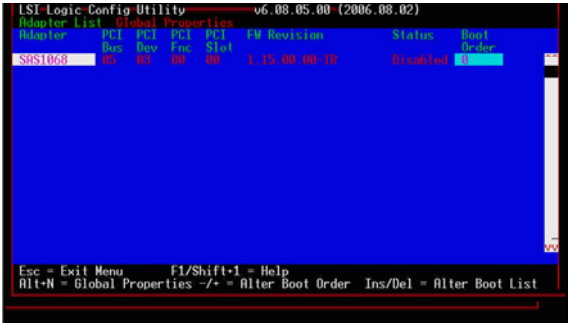 LSI Logic Config Utility v6.08.05.00 (2006.08.02)
Adapter List Global Properties
Adapter PCI PCI PCI PCI FW Revision Status Boot
Bus Dev Fnc Slot Order
SAS1068 05 03 00 00 1.15.00.00-IR Disabled 0
Esc = Exit Menu F1/Shift+1 = Help
Alt+N = Global Properties -/+ = Alter Boot Order Ins/Del = Alter Boot List